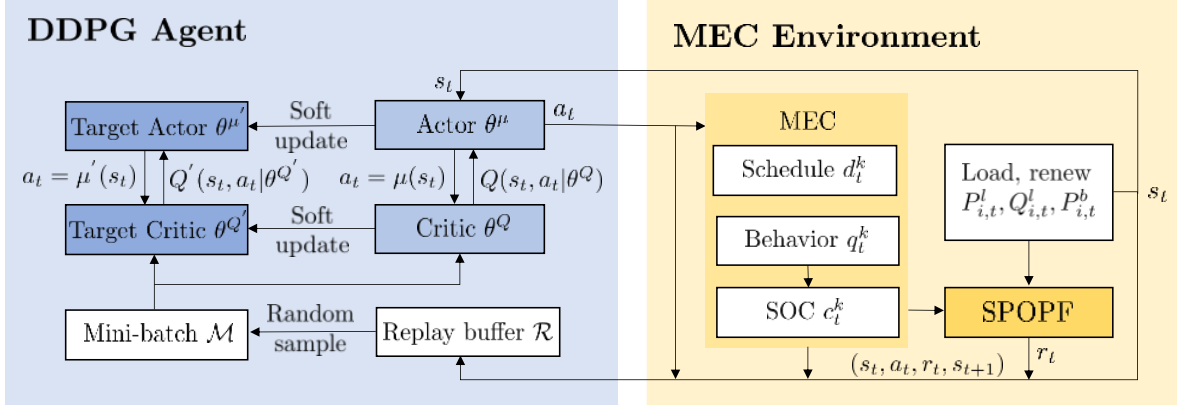 DDPG Agent
Target Actor θ^{μ'}
Soft
update
Actor θ^μ
a_t = μ'(s_t)
Q'(s_t, a_t|θ^{Q'})
a_t = μ(s_t)
Q(s_t, a_t|θ^Q)
Target Critic θ^{Q'}
Soft
update
Critic θ^Q
Mini-batch ℳ
Random
sample
Replay buffer ℛ
MEC Environment
s_t
a_t
MEC
Schedule d_t^k
Behavior q_t^k
SOC c_t^k
Load, renew
P_{i,t}^l, Q_{i,t}^l, P_{i,t}^b
s_t
SPOPF
r_t
(s_t, a_t, r_t, s_{t+1})